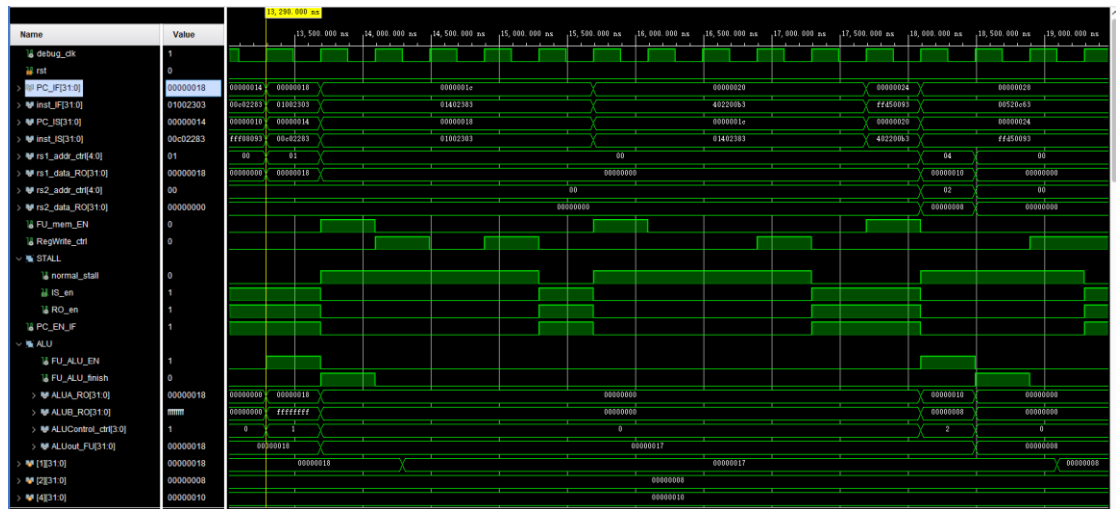 13,290.000 ns
Name Value 13,500.000 ns 14,000.000 ns 14,500.000 ns 15,000.000 ns 15,500.000 ns 16,000.000 ns 16,500.000 ns 17,000.000 ns 17,500.000 ns 18,000.000 ns 18,500.000 ns 19,000.000 ns
debug_clk 1
rst 0
PC_IF[31:0] 00000018 00000014 00000018 0000001c 00000020 00000024 00000028
inst_IF[31:0] 01002303 00c02283 01002303 01402383 402200b3 ffd50093 00520c63
PC_IS[31:0] 00000014 00000010 00000014 00000018 0000001c 00000020 00000024
inst_IS[31:0] 00c02283 fff08093 00c02283 01002303 01402383 402200b3 ffd50093
rs1_addr_ctrl[4:0] 01 00 01 00 04 00
rs1_data_RO[31:0] 00000018 00000000 00000018 00000000 00000010 00000000
rs2_addr_ctrl[4:0] 00 00 02 00
rs2_data_RO[31:0] 00000000 00000000 00000008 00000000
FU_mem_EN 0
RegWrite_ctrl 0
STALL
normal_stall 0
IS_en 1
RO_en 1
PC_EN_IF 1
ALU
FU_ALU_EN 1
FU_ALU_finish 0
ALUA_RO[31:0] 00000018 00000000 00000018 00000000 00000010 00000000
ALUB_RO[31:0] ffffffff 00000000 ffffffff 00000000 00000008 00000000
ALUControl_ctrl[3:0] 1 0 1 0 2 0
ALUout_FU[31:0] 00000018 00000018 00000017 00000008
[1][31:0] 00000018 00000018 00000017 00000008
[2][31:0] 00000008 00000008
[4][31:0] 00000010 00000010